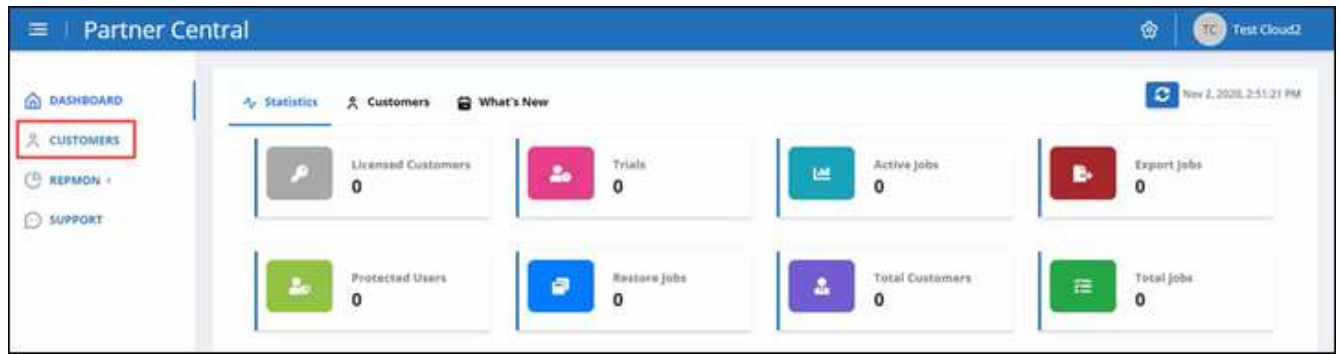 Partner Central
TC Test Cloud2
DASHBOARD
CUSTOMERS
REPMON
SUPPORT
Statistics Customers What's New
Nov 2, 2020, 2:51:21 PM
Licensed Customers
0
Trials
0
Active Jobs
0
Export Jobs
0
Protected Users
0
Restore Jobs
0
Total Customers
0
Total Jobs
0